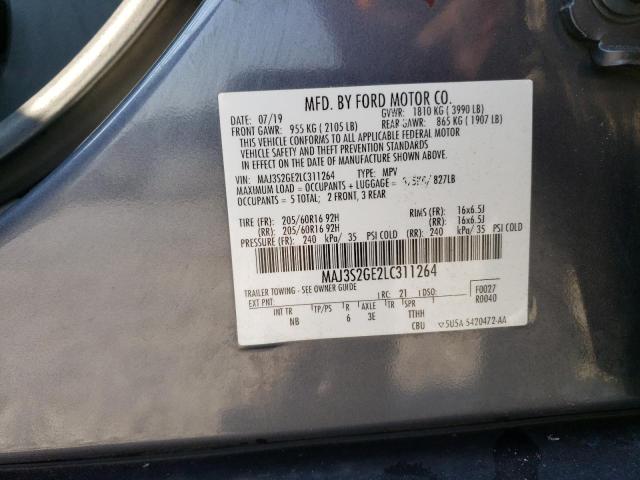 MFD. BY FORD MOTOR CO.
DATE: 07/19 GVWR: 1810 KG ( 3990 LB)
FRONT GAWR: 955 KG ( 2105 LB) REAR GAWR: 865 KG ( 1907 LB)
THIS VEHICLE CONFORMS TO ALL APPLICABLE FEDERAL MOTOR
VEHICLE SAFETY AND THEFT PREVENTION STANDARDS
IN EFFECT ON THE DATE OF MANUFACTURE SHOWN ABOVE.
VIN: MAJ3S2GE2LC311264 TYPE: MPV
MAXIMUM LOAD = OCCUPANTS + LUGGAGE = / 827LB
OCCUPANTS = 5 TOTAL: 2 FRONT, 3 REAR
TIRE (FR): 205/60R16 92H RIMS (FR): 16x6.5J
(RR): 205/60R16 92H (RR): 16x6.5J
PRESSURE (FR): 240 kPa/ 35 PSI COLD (RR): 240 kPa/ 35 PSI COLD
MAJ3S2GE2LC311264
TRAILER TOWING - SEE OWNER GUIDE
EXT PNT: RC: 21 DSO: F0027
R0040
INT TR TP/PS R AXLE TR SPR
NB 6 3E TTHH
CBU ▽5U5A 5420472-AA